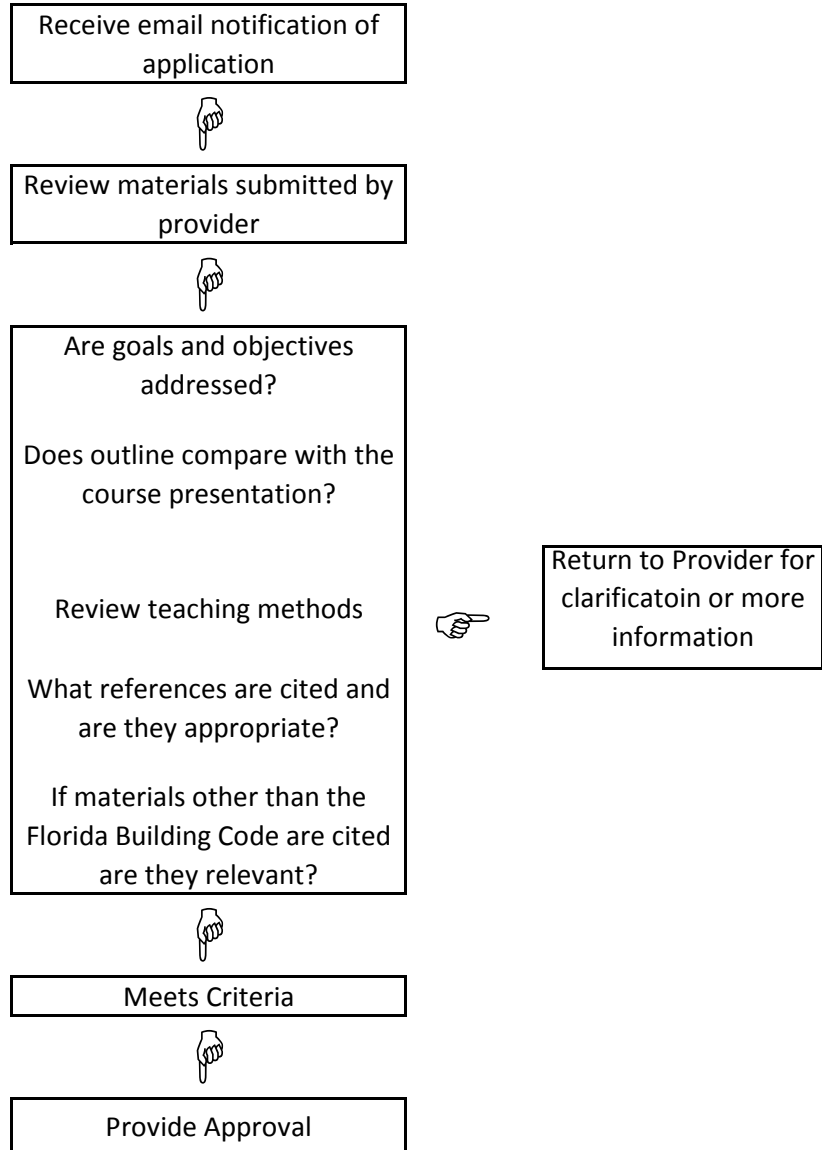 Receive email notification of
application
Review materials submitted by
provider
Are goals and objectives
addressed?
Does outline compare with the
course presentation?
Review teaching methods
What references are cited and
are they appropriate?
If materials other than the
Florida Building Code are cited
are they relevant?
Return to Provider for
clarificatoin or more
information
Meets Criteria
Provide Approval